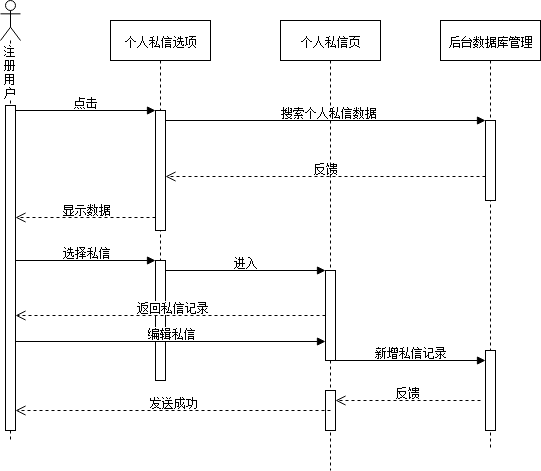 个人私信选项
个人私信页
后台数据库管理
注册用户
点击
搜索个人私信数据
反馈
显示数据
选择私信
进入
返回私信记录
编辑私信
新增私信记录
反馈
发送成功